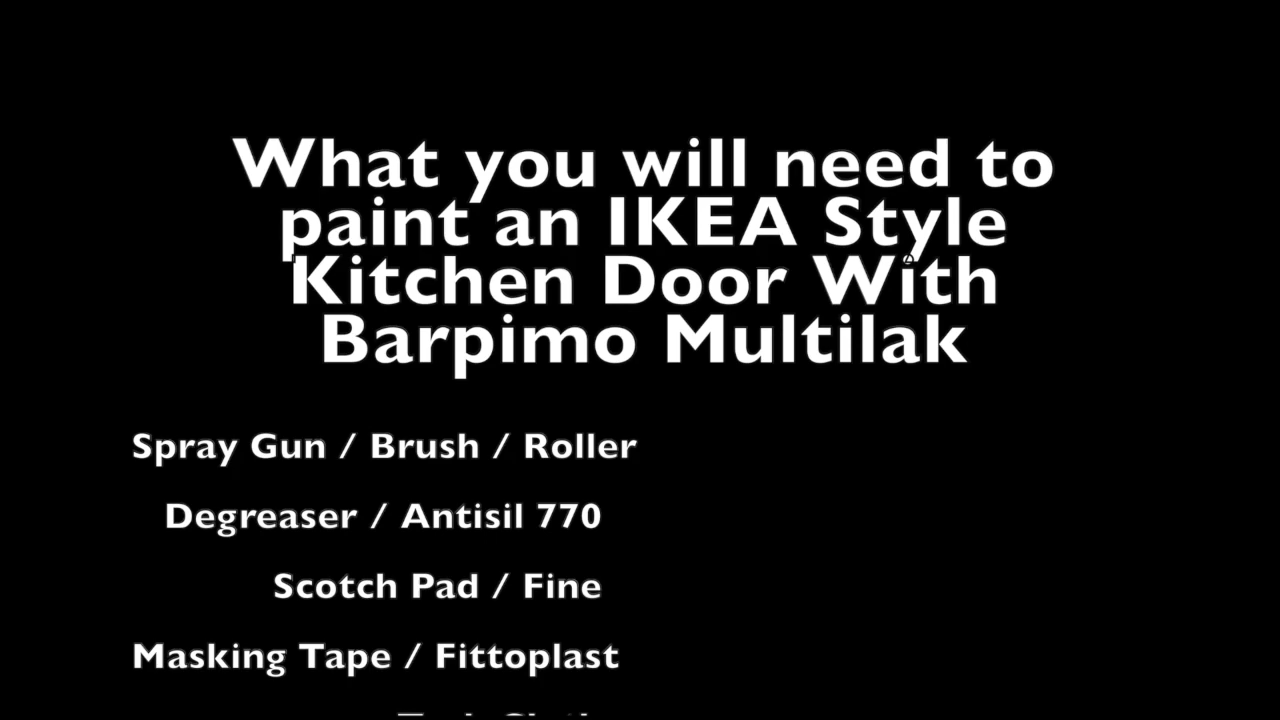 What you will need to
paint an IKEA Style
Kitchen Door With
Barpimo Multilak
Spray Gun / Brush / Roller
Degreaser / Antisil 770
Scotch Pad / Fine
Masking Tape / Fittoplast